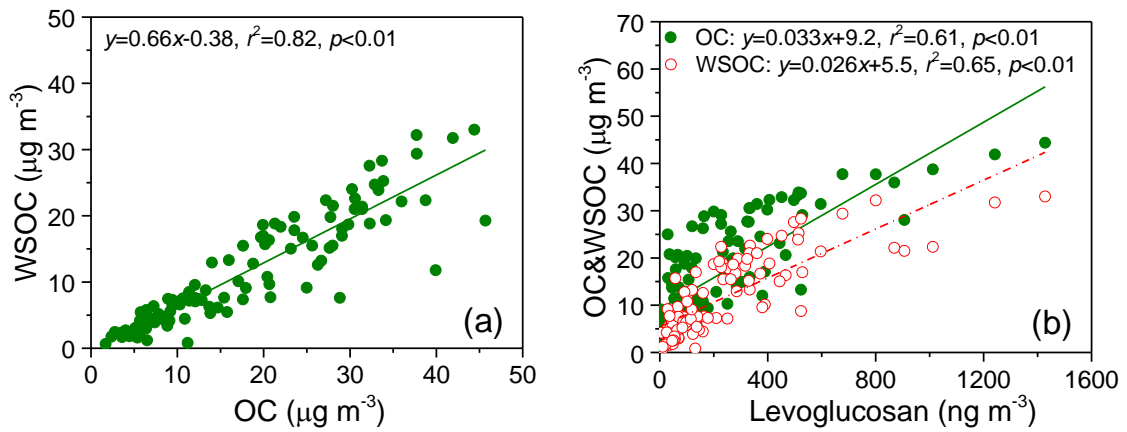 y=0.66x-0.38, r²=0.82, p<0.01
WSOC (μg m⁻³)
50
40
30
20
10
0
(a)
0 10 20 30 40 50
OC (μg m⁻³)
OC: y=0.033x+9.2, r²=0.61, p<0.01
WSOC: y=0.026x+5.5, r²=0.65, p<0.01
OC&WSOC (μg m⁻³)
70
60
50
40
30
20
10
0
(b)
0 400 800 1200 1600
Levoglucosan (ng m⁻³)